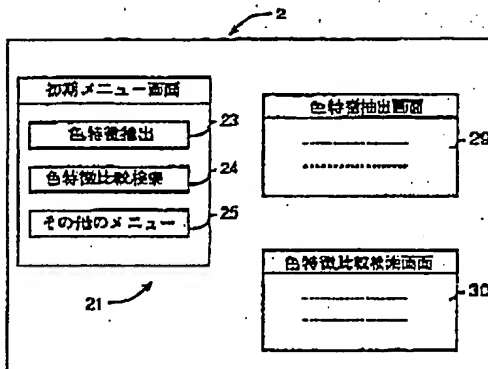 2
初期メニュー画面
色特徴抽出
23
色特徴比較検索
24
その他のメニュー
25
21
色特徴抽出画面
29
色特徴比較検索画面
30